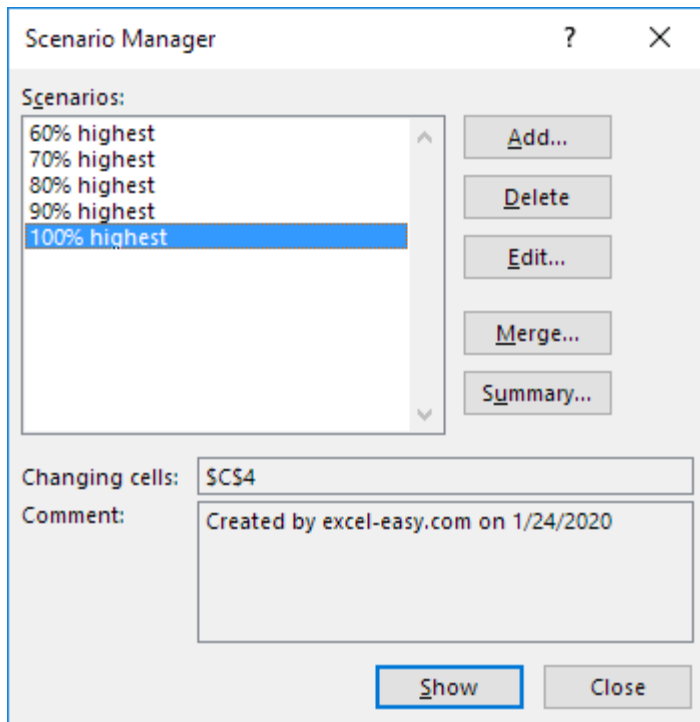 Scenario Manager ?
Scenarios:
60% highest
70% highest
80% highest
90% highest
100% highest
Add...
Delete
Edit...
Merge...
Summary...
Changing cells: $C$4
Comment: Created by excel-easy.com on 1/24/2020
Show Close